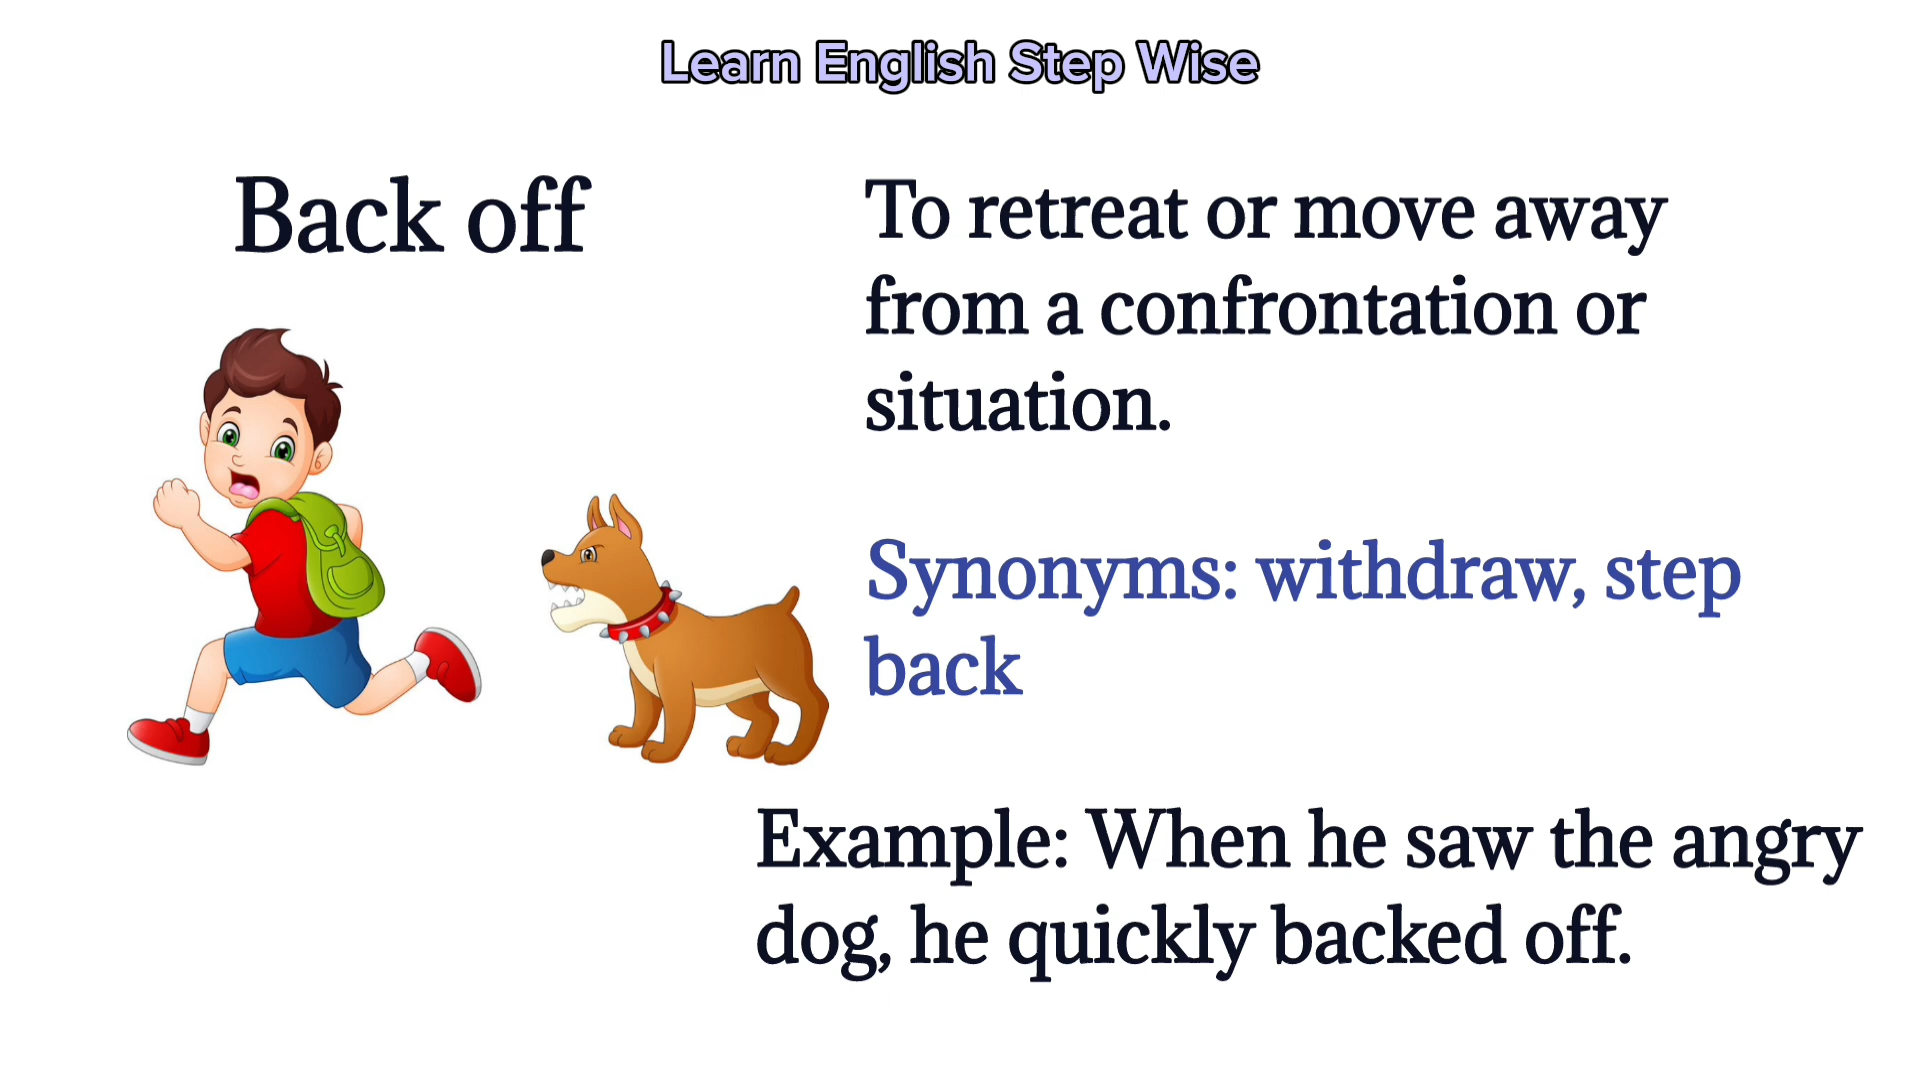 Learn English Step Wise
Back off
To retreat or move away
from a confrontation or
situation.
Synonyms: withdraw, step
back
Example: When he saw the angry
dog, he quickly backed off.